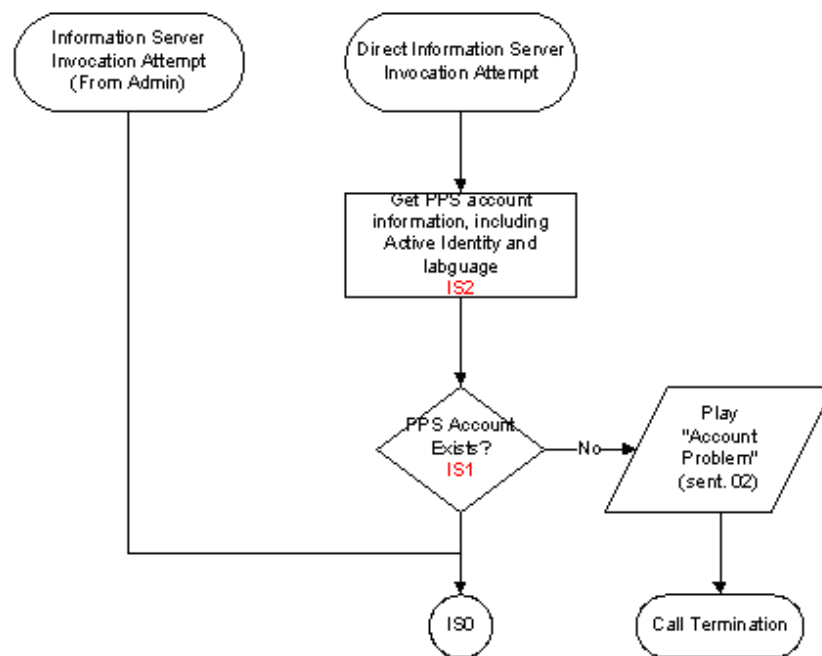 Information Server
Invocation Attempt
(From Admin)
Direct Information Server
Invocation Attempt
Get PPS account
information, including
Active Identity and
labguage
IS2
PPS Account
Exists?
IS1
No
Play
"Account
Problem"
(sent. 02)
IS0
Call Termination